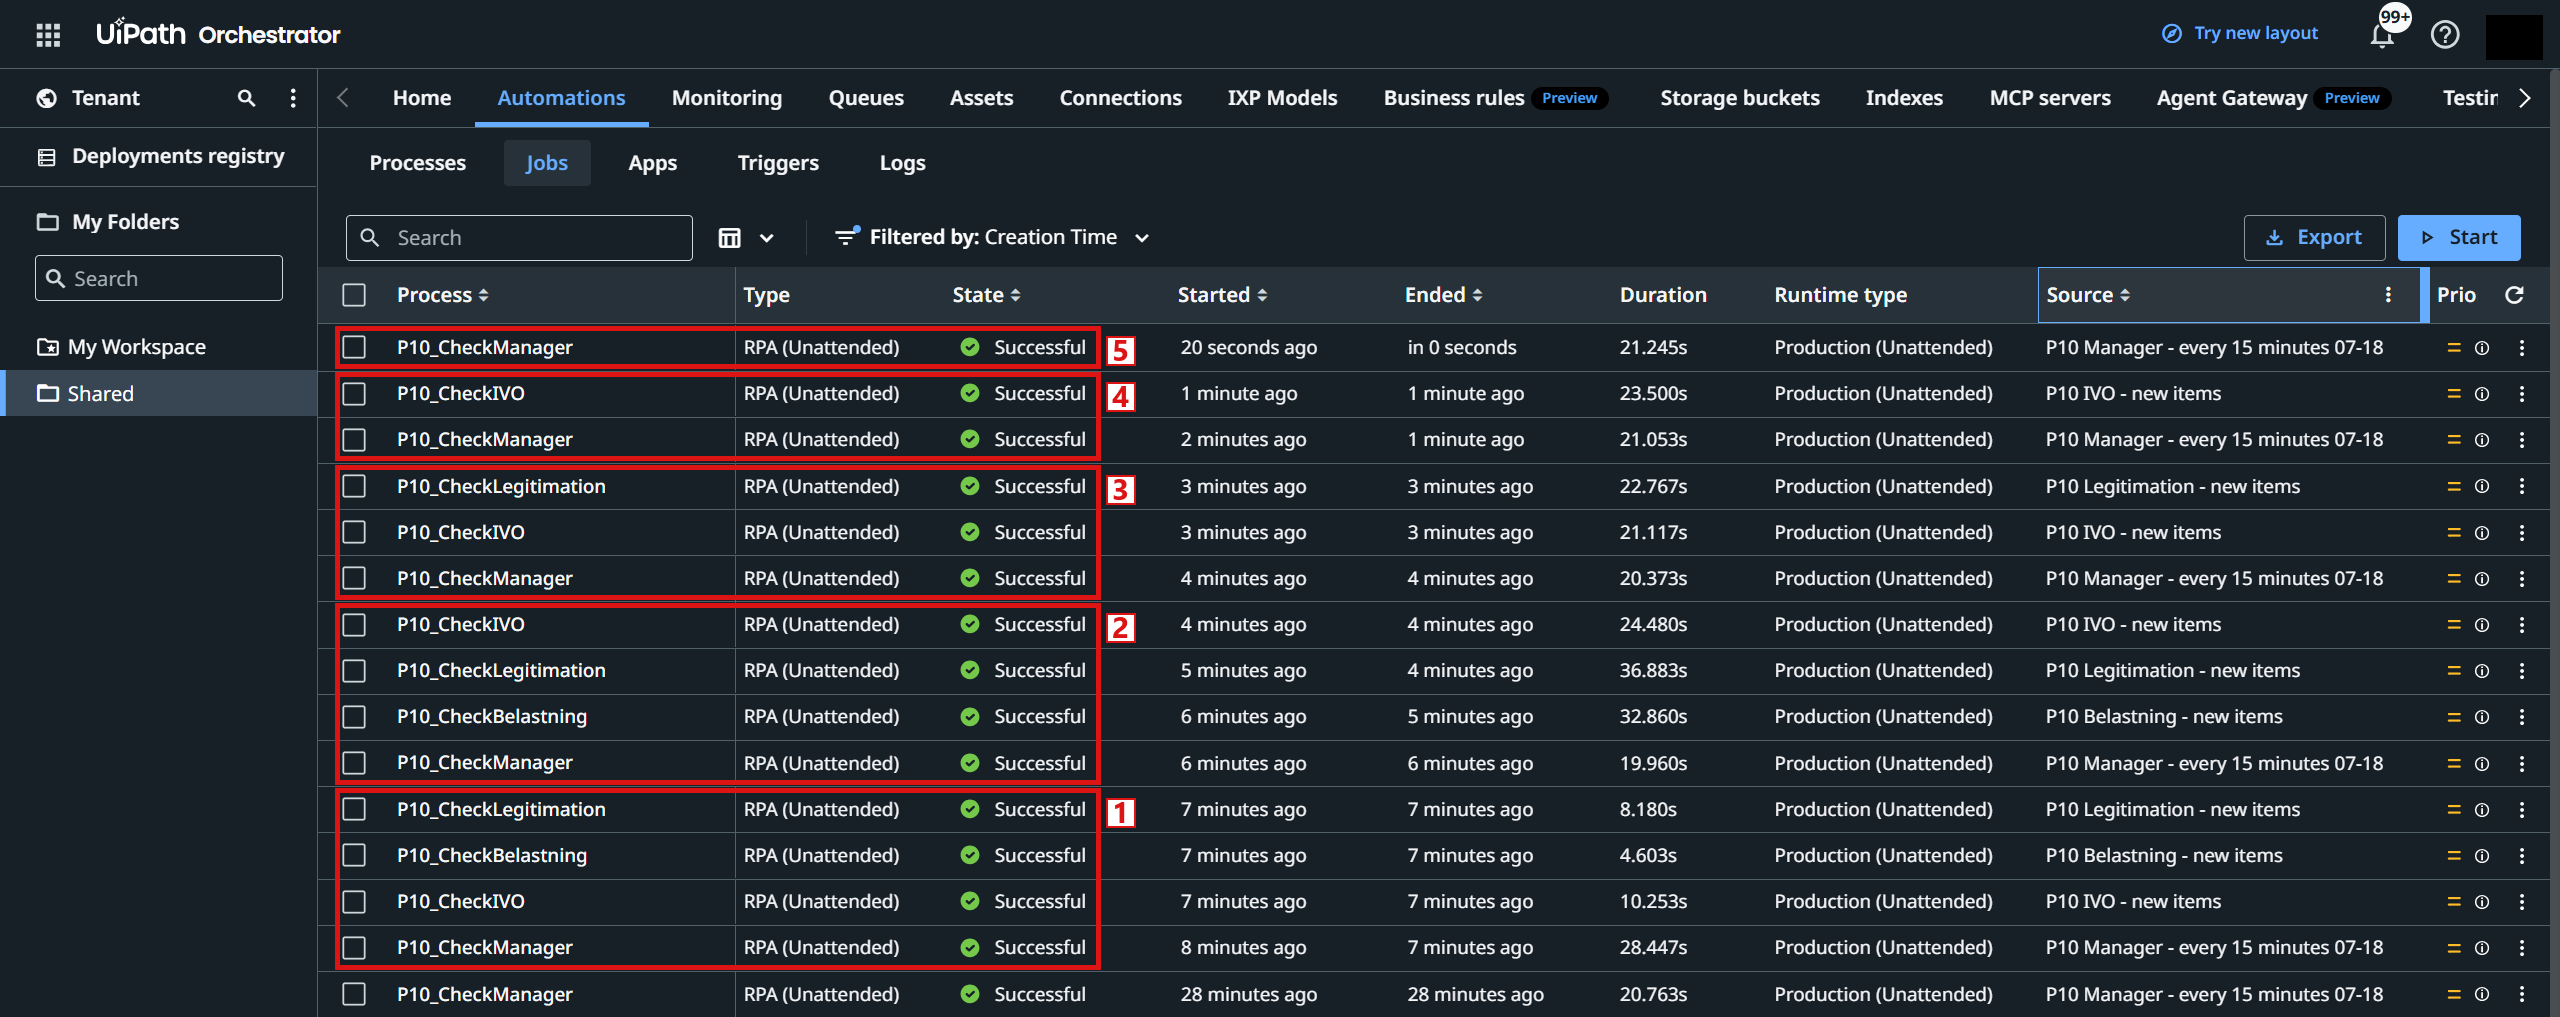 UiPath Orchestrator
Try new layout
99+
Tenant
Home Automations Monitoring Queues Assets Connections IXP Models Business rules Preview Storage buckets Indexes MCP servers Agent Gateway Preview Testin
Deployments registry
Processes Jobs Apps Triggers Logs
My Folders
Search
My Workspace
Shared
Search
Filtered by: Creation Time
Export Start
Process Type State Started Ended Duration Runtime type Source Prio
P10_CheckManager RPA (Unattended) Successful 5 20 seconds ago in 0 seconds 21.245s Production (Unattended) P10 Manager - every 15 minutes 07-18
P10_CheckIVO RPA (Unattended) Successful 4 1 minute ago 1 minute ago 23.500s Production (Unattended) P10 IVO - new items
P10_CheckManager RPA (Unattended) Successful 2 minutes ago 1 minute ago 21.053s Production (Unattended) P10 Manager - every 15 minutes 07-18
P10_CheckLegitimation RPA (Unattended) Successful 3 3 minutes ago 3 minutes ago 22.767s Production (Unattended) P10 Legitimation - new items
P10_CheckIVO RPA (Unattended) Successful 3 minutes ago 3 minutes ago 21.117s Production (Unattended) P10 IVO - new items
P10_CheckManager RPA (Unattended) Successful 4 minutes ago 4 minutes ago 20.373s Production (Unattended) P10 Manager - every 15 minutes 07-18
P10_CheckIVO RPA (Unattended) Successful 2 4 minutes ago 4 minutes ago 24.480s Production (Unattended) P10 IVO - new items
P10_CheckLegitimation RPA (Unattended) Successful 5 minutes ago 4 minutes ago 36.883s Production (Unattended) P10 Legitimation - new items
P10_CheckBelastning RPA (Unattended) Successful 6 minutes ago 5 minutes ago 32.860s Production (Unattended) P10 Belastning - new items
P10_CheckManager RPA (Unattended) Successful 6 minutes ago 6 minutes ago 19.960s Production (Unattended) P10 Manager - every 15 minutes 07-18
P10_CheckLegitimation RPA (Unattended) Successful 1 7 minutes ago 7 minutes ago 8.180s Production (Unattended) P10 Legitimation - new items
P10_CheckBelastning RPA (Unattended) Successful 7 minutes ago 7 minutes ago 4.603s Production (Unattended) P10 Belastning - new items
P10_CheckIVO RPA (Unattended) Successful 7 minutes ago 7 minutes ago 10.253s Production (Unattended) P10 IVO - new items
P10_CheckManager RPA (Unattended) Successful 8 minutes ago 7 minutes ago 28.447s Production (Unattended) P10 Manager - every 15 minutes 07-18
P10_CheckManager RPA (Unattended) Successful 28 minutes ago 28 minutes ago 20.763s Production (Unattended) P10 Manager - every 15 minutes 07-18